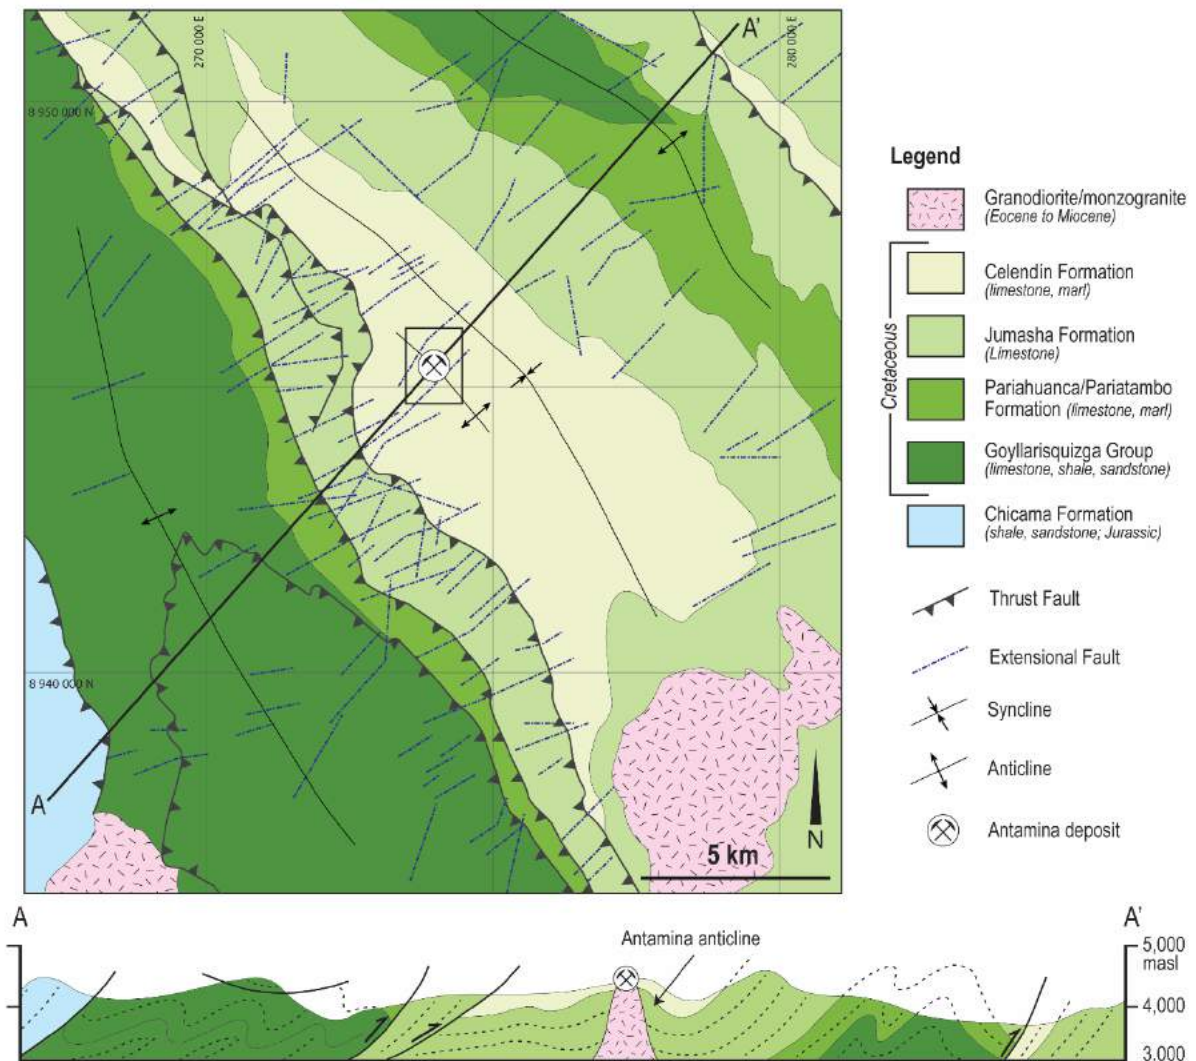 A'
270 000 E
280 000 E
8 950 000 N
8 940 000 N
A
N
5 km
Legend
Granodiorite/monzogranite
(Eocene to Miocene)
Cretaceous
Celendin Formation
(limestone, marl)
Jumasha Formation
(Limestone)
Pariahuanca/Pariatambo
Formation (limestone, marl)
Goyllarisquizga Group
(limestone, shale, sandstone)
Chicama Formation
(shale, sandstone; Jurassic)
Thrust Fault
Extensional Fault
Syncline
Anticline
Antamina deposit
A
A'
Antamina anticline
5,000
masl
4,000
3,000